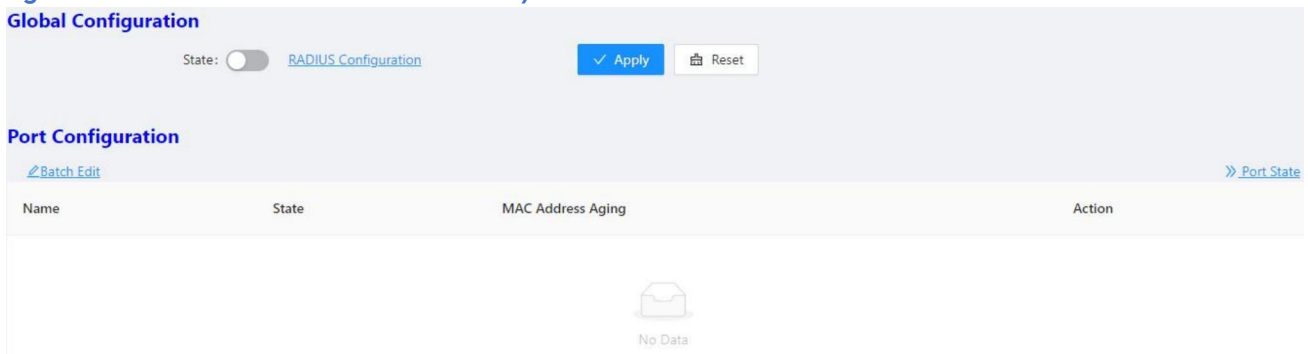 Global Configuration
State: RADIUS Configuration Apply Reset
Port Configuration
Batch Edit Port State
Name State MAC Address Aging Action
No Data